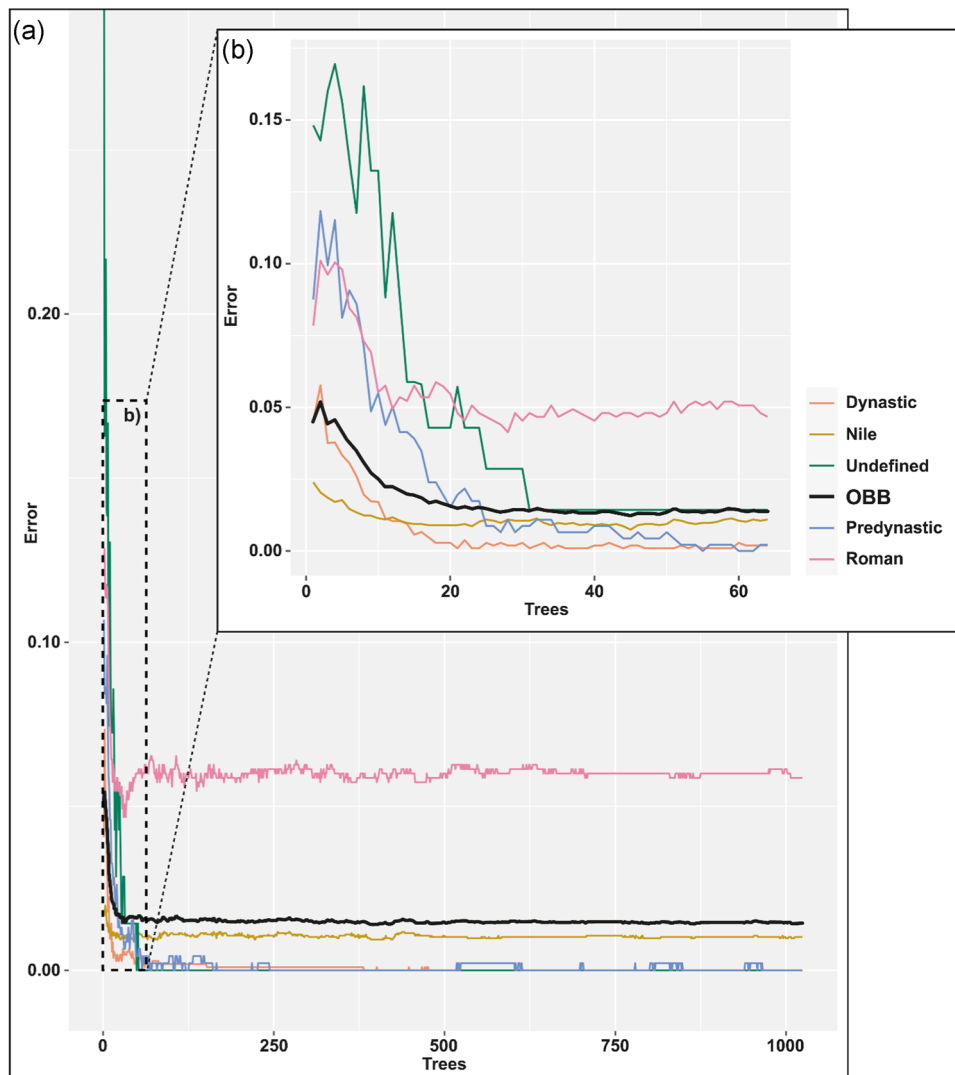 (a)
(b)
0.15
0.10
Error
0.05
0.00
0 20 40 60
Trees
Dynastic
Nile
Undefined
OBB
Predynastic
Roman
0.20
b)
Error
0.10
0.00
0 250 500 750 1000
Trees